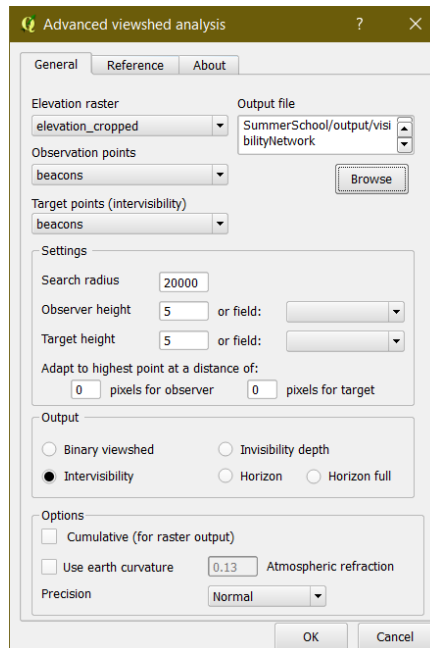 Advanced viewshed analysis ? ×
General Reference About
Elevation raster Output file
elevation_cropped SummerSchool/output/visi
bilityNetwork
Observation points
beacons Browse
Target points (intervisibility)
beacons
Settings
Search radius 20000
Observer height 5 or field:
Target height 5 or field:
Adapt to highest point at a distance of:
0 pixels for observer 0 pixels for target
Output
Binary viewshed Invisibility depth
Intervisibility Horizon Horizon full
Options
Cumulative (for raster output)
Use earth curvature 0.13 Atmospheric refraction
Precision Normal
OK Cancel